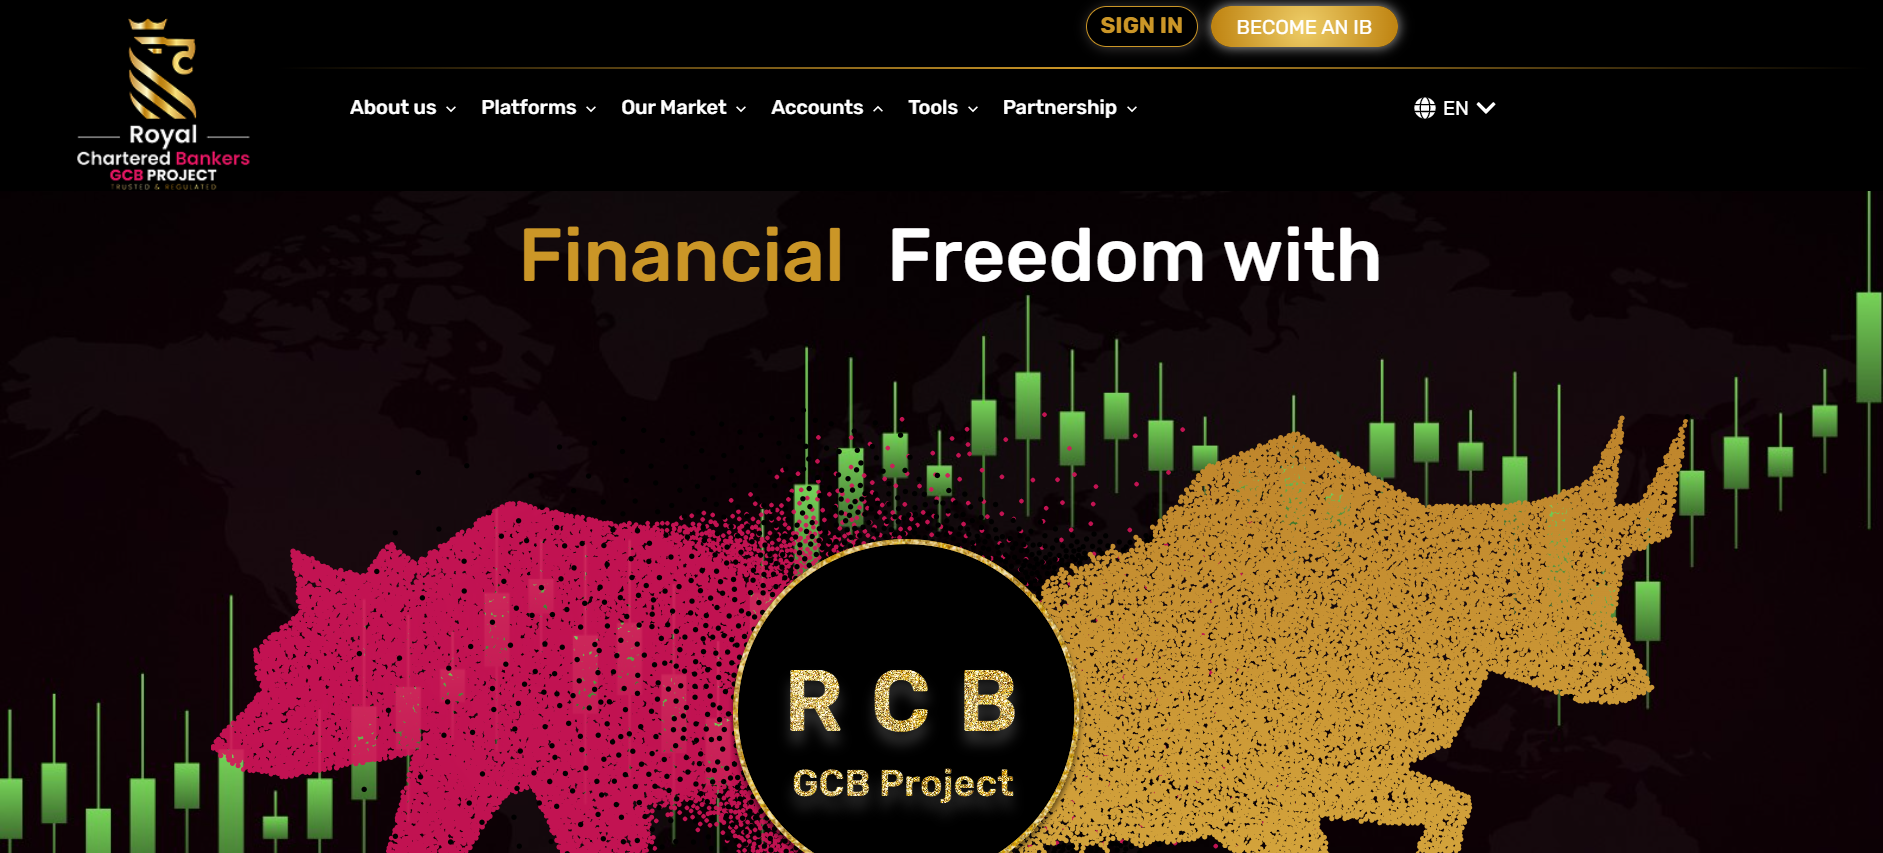 SIGN IN
BECOME AN IB
About us
Platforms
Our Market
Accounts
Tools
Partnership
EN
Royal
Chartered Bankers
GCB PROJECT
TRUSTED & REGULATED
Financial Freedom with
R C B
GCB Project